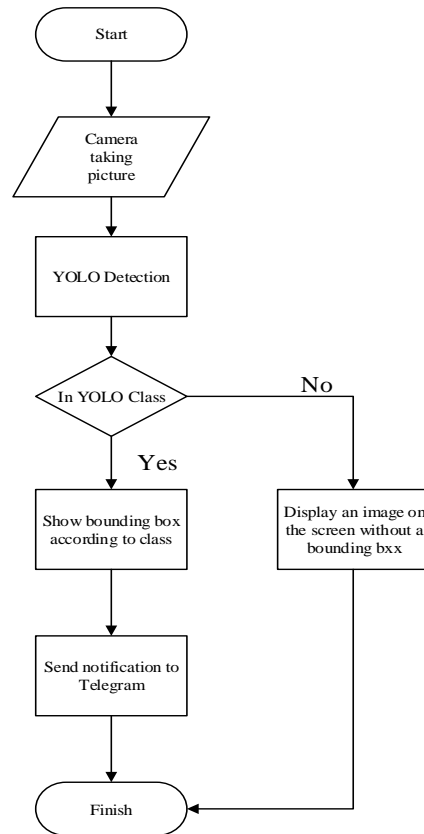 Start
Camera
taking
picture
YOLO Detection
In YOLO Class
No
Yes
Show bounding box
according to class
Display an image on
the screen without a
bounding bxx
Send notification to
Telegram
Finish